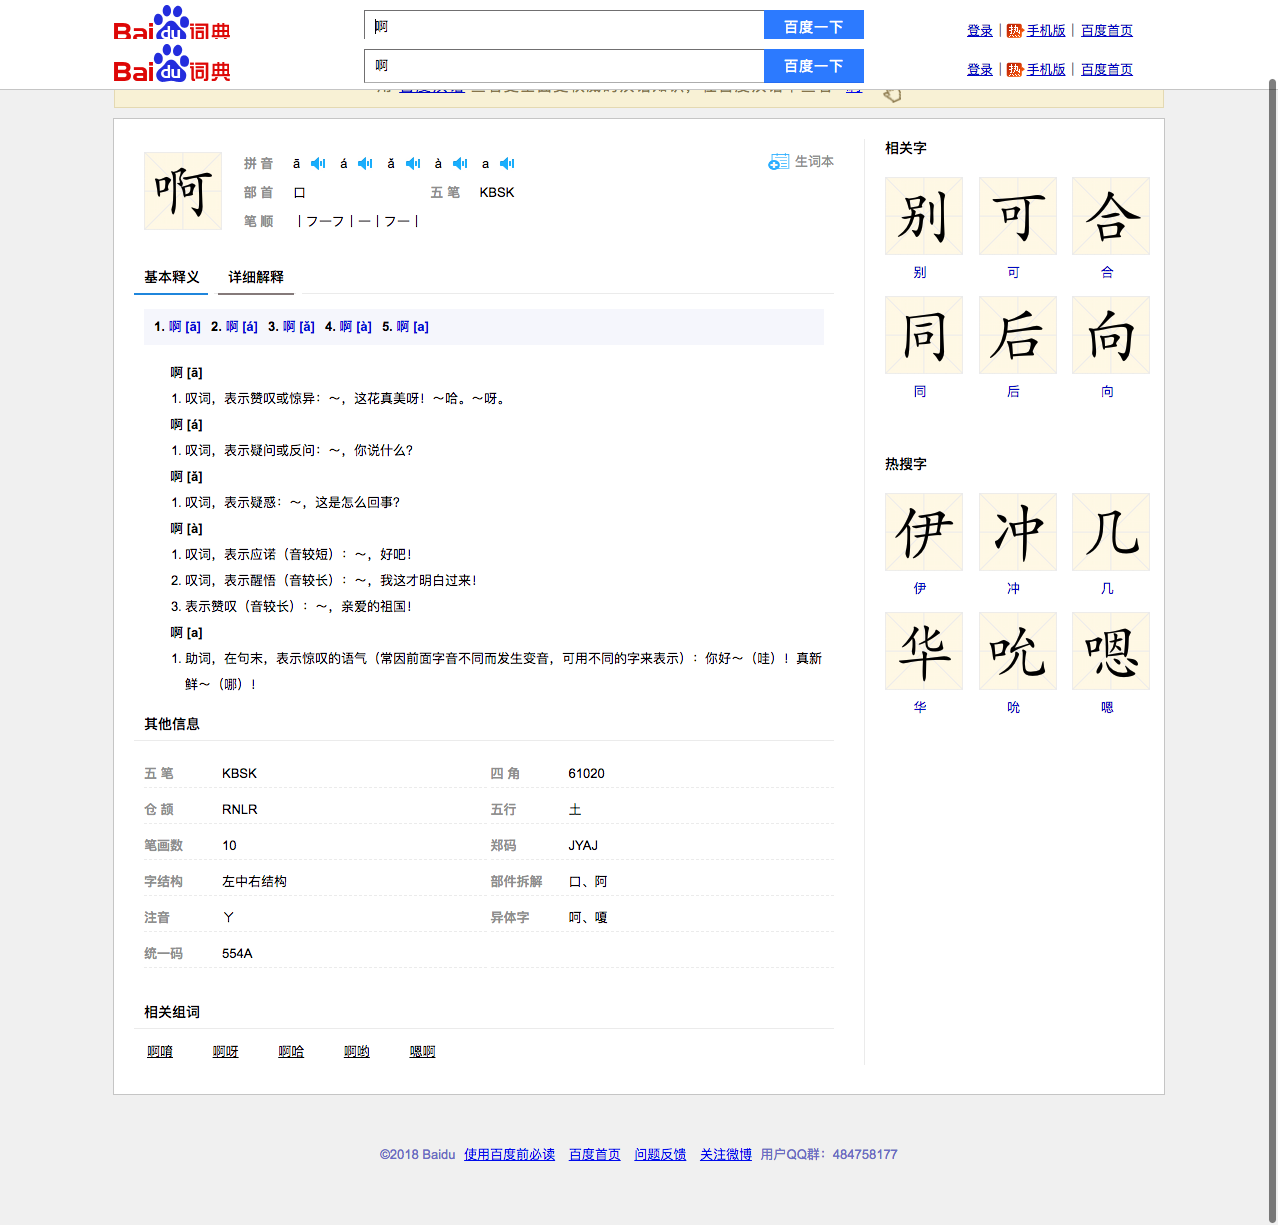 Bai du 词典
啊
百度一下
登录 | 热 手机版 | 百度首页
Bai du 词典
啊
百度一下
登录 | 热 手机版 | 百度首页
啊
拼 音 ā á ǎ à a
生词本
部 首 口 五 笔 KBSK
笔 顺 丨フ一フ丨一丨フ一丨
基本释义 详细解释
1. 啊 [ā] 2. 啊 [á] 3. 啊 [ǎ] 4. 啊 [à] 5. 啊 [a]
啊 [ā]
1. 叹词，表示赞叹或惊异：～，这花真美呀！～哈。～呀。
啊 [á]
1. 叹词，表示疑问或反问：～，你说什么？
啊 [ǎ]
1. 叹词，表示疑惑：～，这是怎么回事？
啊 [à]
1. 叹词，表示应诺（音较短）：～，好吧！
2. 叹词，表示醒悟（音较长）：～，我这才明白过来！
3. 表示赞叹（音较长）：～，亲爱的祖国！
啊 [a]
1. 助词，在句末，表示惊叹的语气（常因前面字音不同而发生变音，可用不同的字来表示）：你好～（哇）！真新
鲜～（哪）！
其他信息
五 笔 KBSK 四 角 61020
仓 颉 RNLR 五行 土
笔画数 10 郑码 JYAJ
字结构 左中右结构 部件拆解 口、阿
注音 ㄚ 异体字 呵、嗄
统一码 554A
相关组词
啊唷 啊呀 啊哈 啊哟 嗯啊
相关字
别 可 合
别 可 合
同 后 向
同 后 向
热搜字
伊 冲 几
伊 冲 几
华 吮 嗯
华 吮 嗯
©2018 Baidu 使用百度前必读 百度首页 问题反馈 关注微博 用户QQ群：484758177